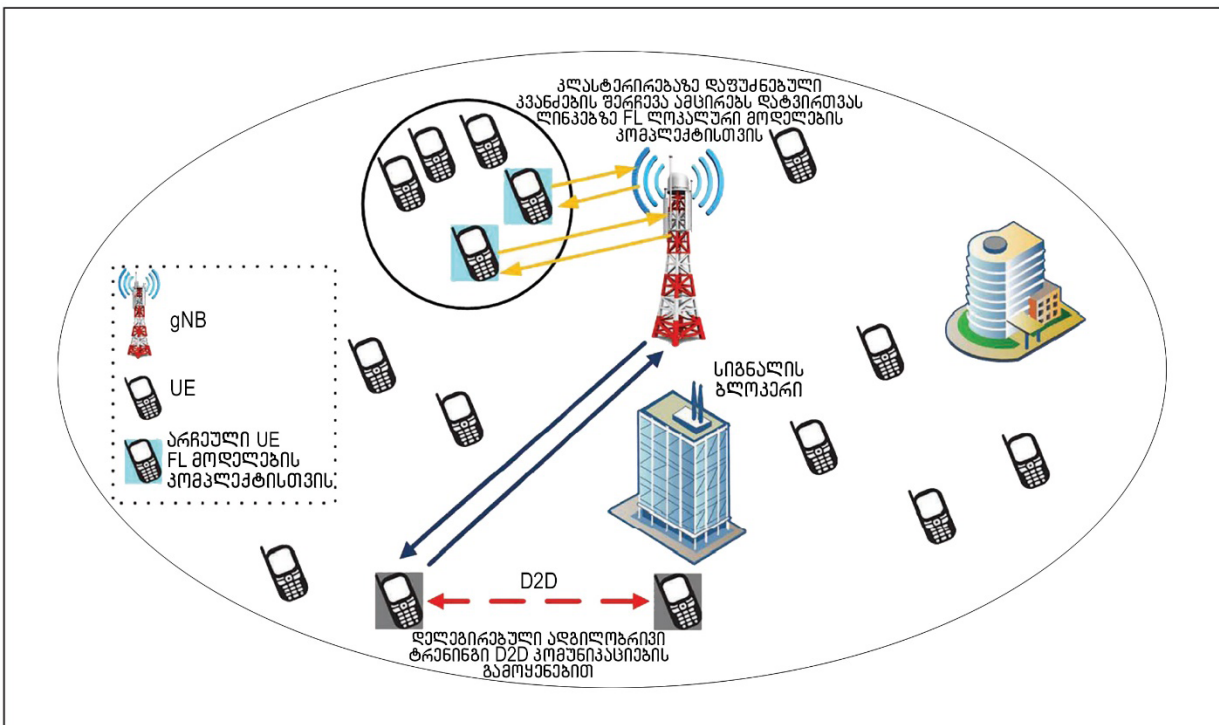 კლასტერირებაზე დაფუძნებული
კვანძების შერჩევა ამცირებს დატვირთვას
ლინკებზე FL ლოკალური მოდელების
კომპლექტისთვის
gNB
UE
არჩეული UE
FL მოდელების
კომპლექტისთვის
სიგნალის
ბლოკერი
D2D
დელეგირებული ადგილობრივი
ტრენინგი D2D კომუნიკაციების
გამოყენებით